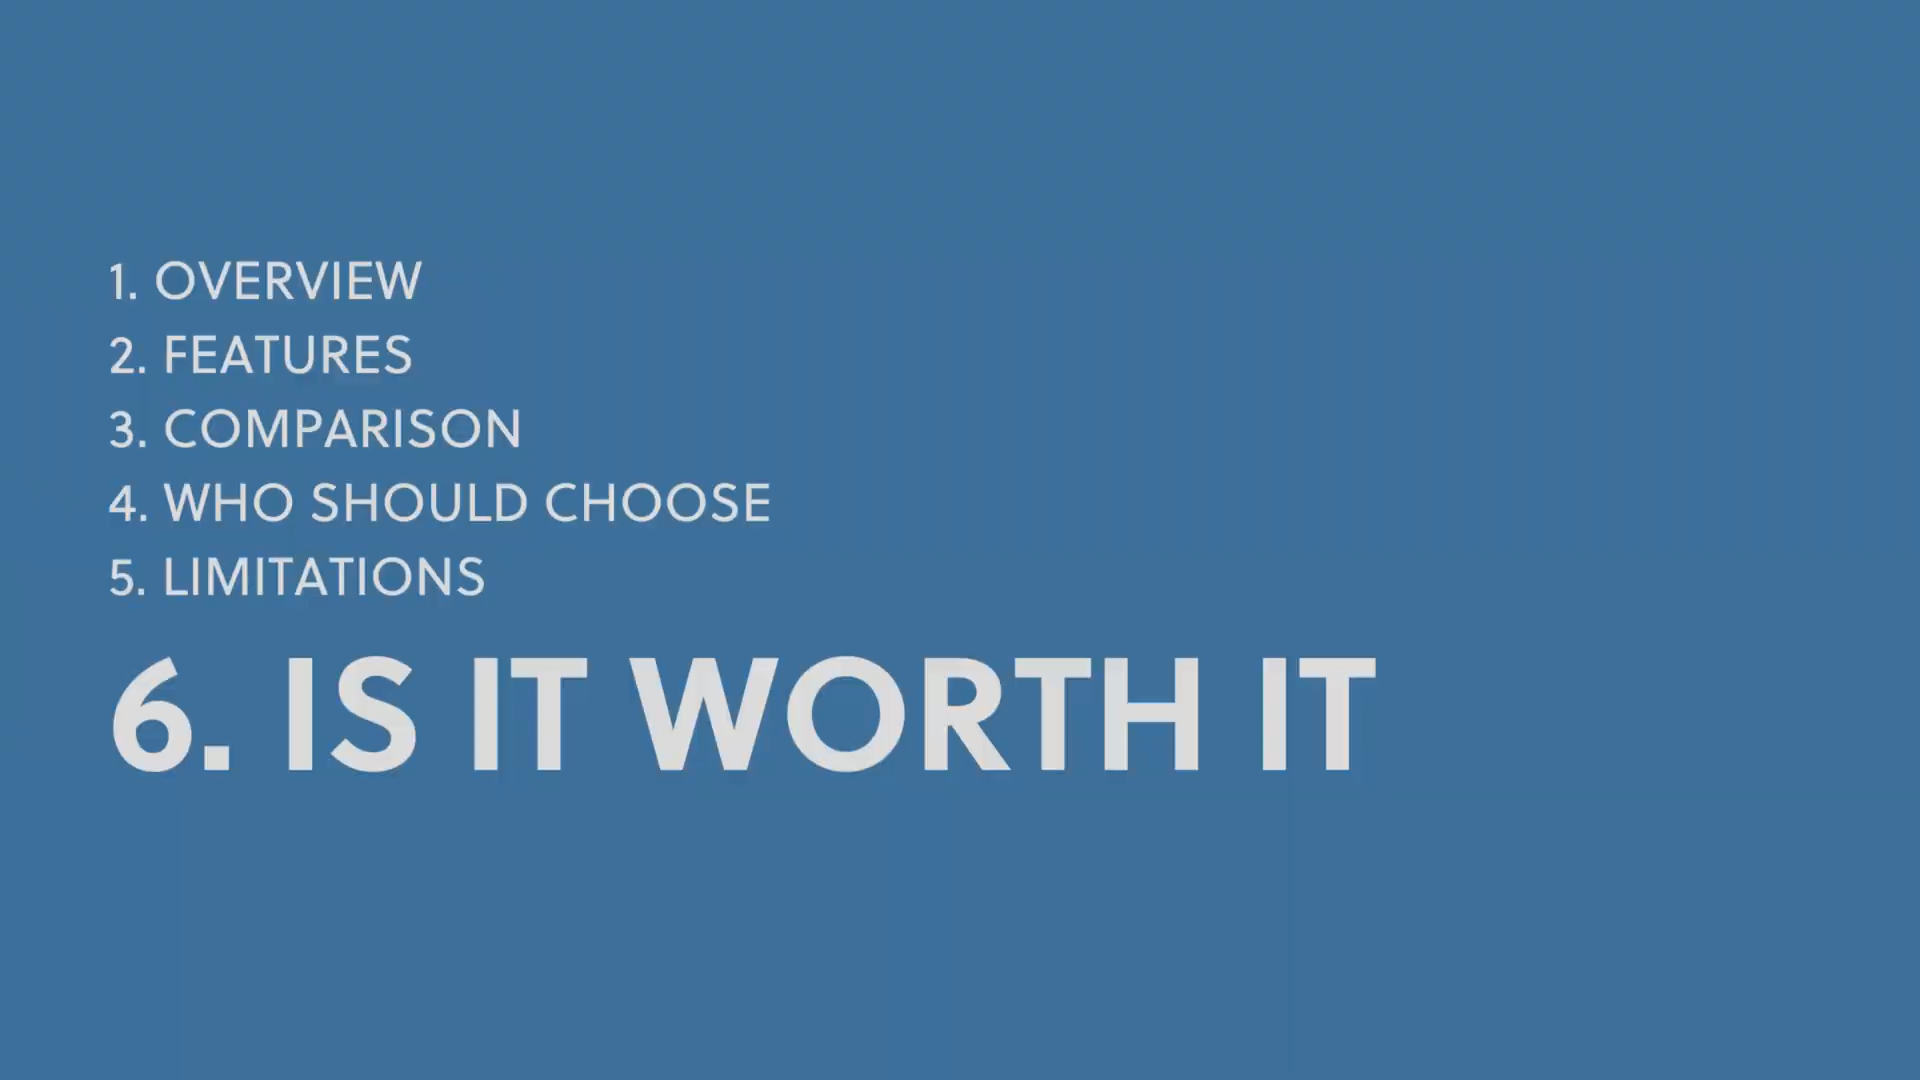 1. OVERVIEW
2. FEATURES
3. COMPARISON
4. WHO SHOULD CHOOSE
5. LIMITATIONS
6. IS IT WORTH IT